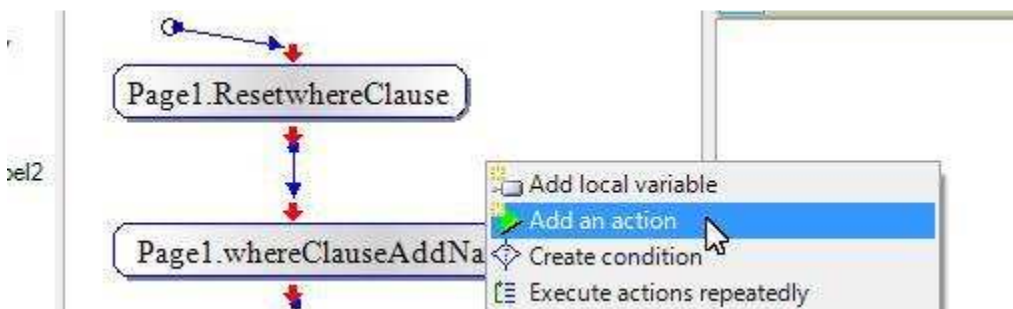 Page1.ResetwhereClause
Add local variable
Add an action
Page1.whereClauseAddNa
Create condition
Execute actions repeatedly